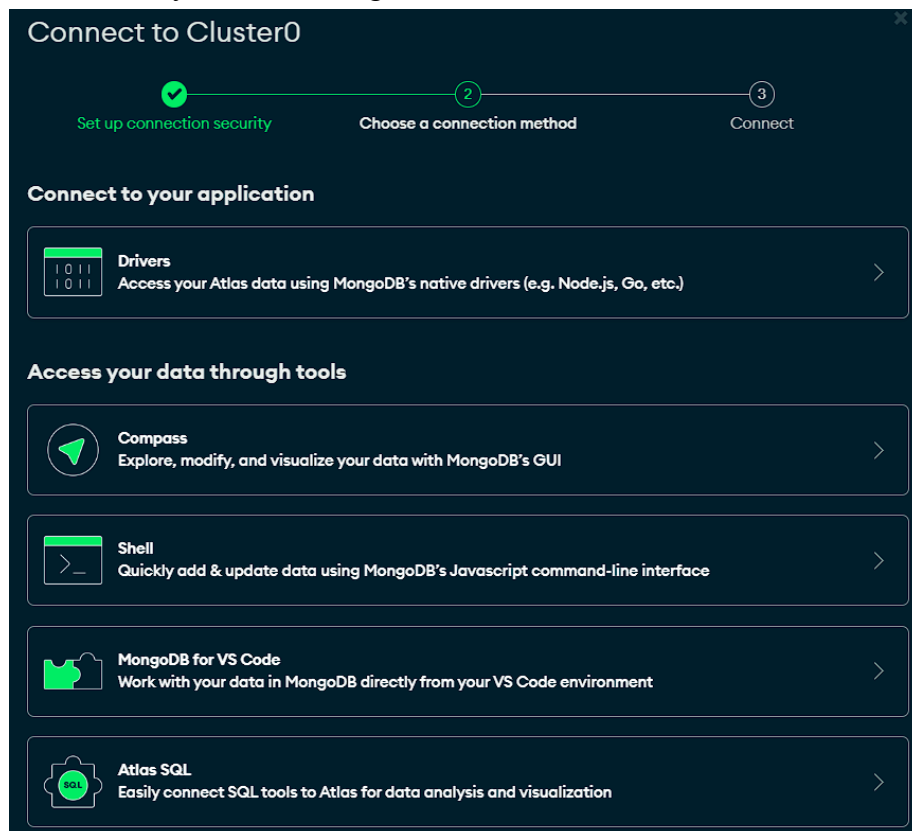 Connect to Cluster0
2
3
Set up connection security
Choose a connection method
Connect
Connect to your application
1011
1011
Drivers
Access your Atlas data using MongoDB's native drivers (e.g. Node.js, Go, etc.)
Access your data through tools
Compass
Explore, modify, and visualize your data with MongoDB's GUI
>_
Shell
Quickly add & update data using MongoDB's Javascript command-line interface
MongoDB for VS Code
Work with your data in MongoDB directly from your VS Code environment
SQL
Atlas SQL
Easily connect SQL tools to Atlas for data analysis and visualization